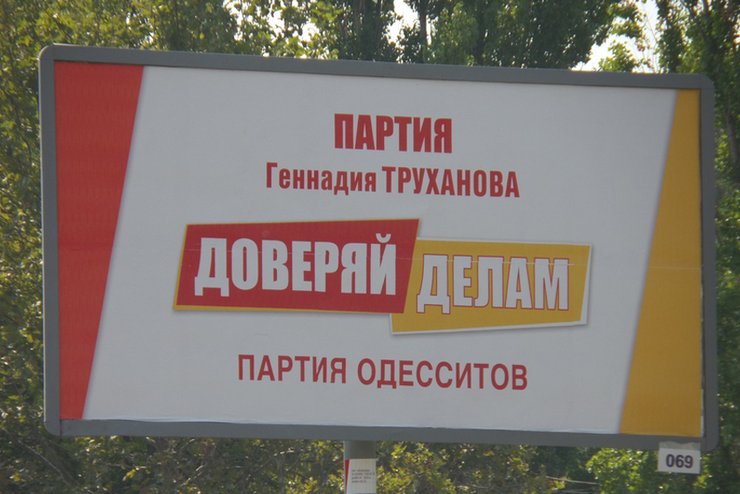 ПАРТИЯ
Геннадия ТРУХАНОВА
ДОВЕРЯЙ ДЕЛАМ
ПАРТИЯ ОДЕССИТОВ
069